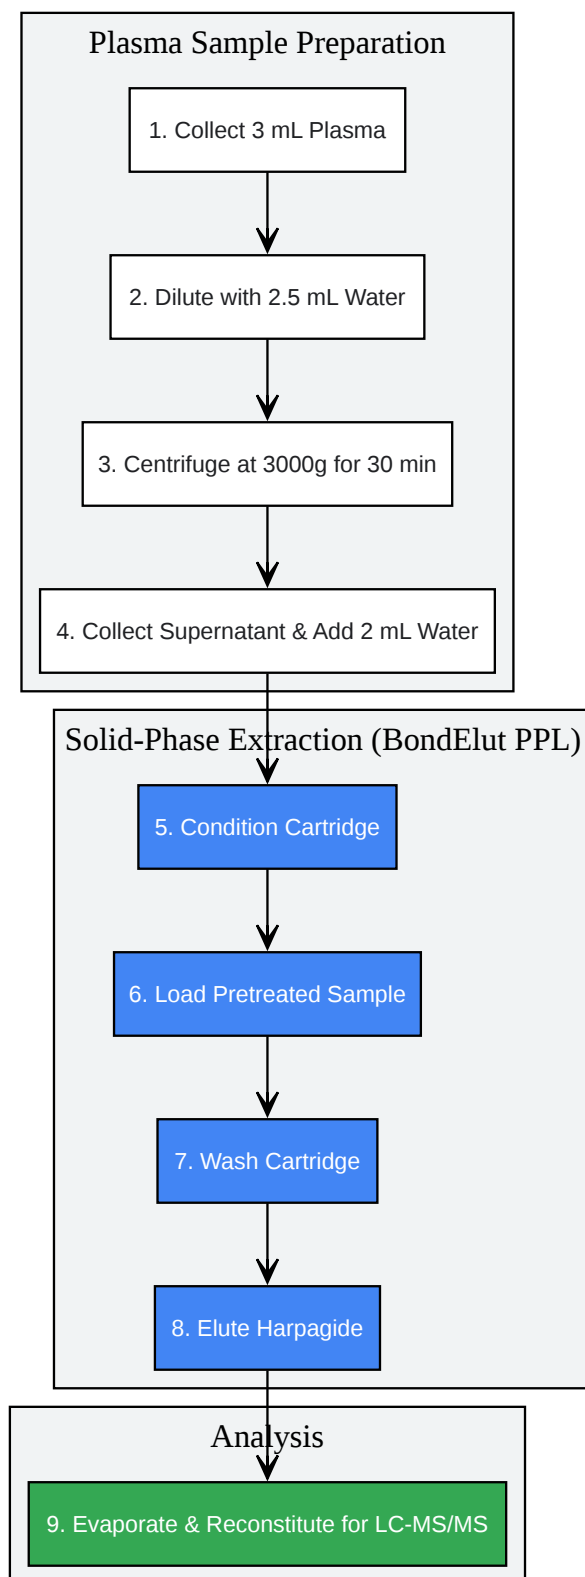 Plasma Sample Preparation
1. Collect 3 mL Plasma
2. Dilute with 2.5 mL Water
3. Centrifuge at 3000g for 30 min
4. Collect Supernatant & Add 2 mL Water
Solid-Phase Extraction (BondElut PPL)
5. Condition Cartridge
6. Load Pretreated Sample
7. Wash Cartridge
8. Elute Harpagide
Analysis
9. Evaporate & Reconstitute for LC-MS/MS